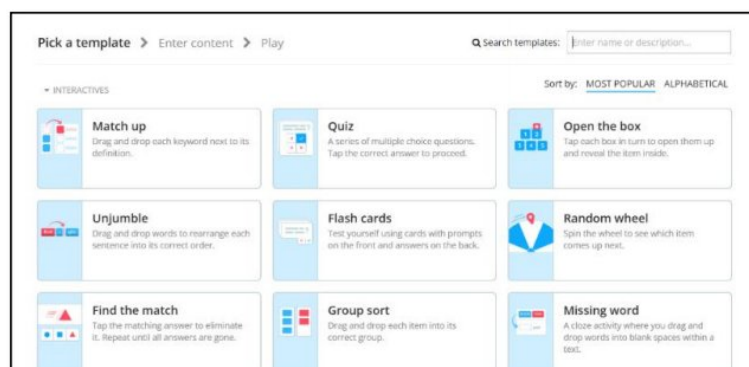 Pick a template > Enter content > Play
Search templates: Enter name or description...
INTERACTIVES
Sort by: MOST POPULAR ALPHABETICAL
Match up
Drag and drop each keyword next to its
definition.
Quiz
A series of multiple choice questions.
Tap the correct answer to proceed.
Open the box
Tap each box in turn to open them up
and reveal the item inside.
Unjumble
Drag and drop words to rearrange each
sentence into its correct order.
Flash cards
Test yourself using cards with prompts
on the front and answers on the back.
Random wheel
Spin the wheel to see which item
comes up next.
Find the match
Tap the matching answer to eliminate
it. Repeat until all answers are gone.
Group sort
Drag and drop each item into its
correct group.
Missing word
A cloze activity where you drag and
drop words into blank spaces within a
text.